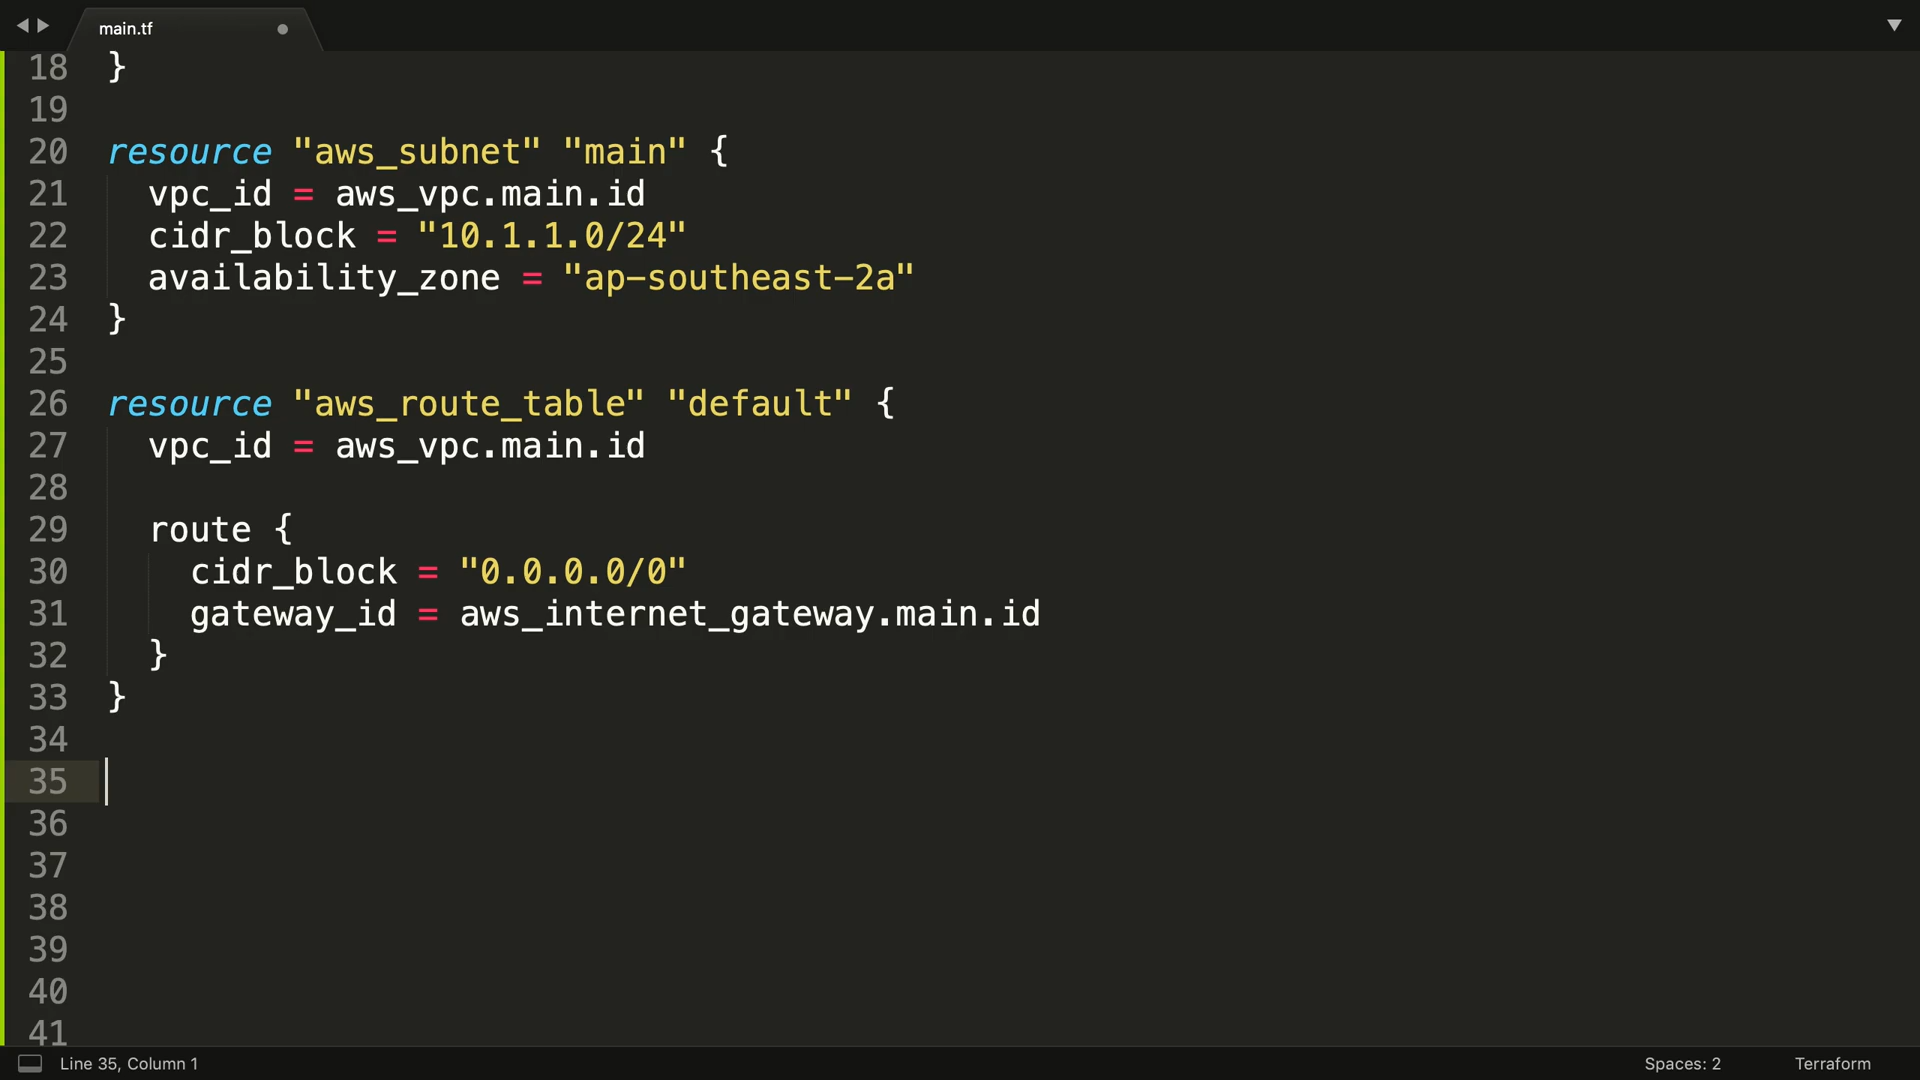 main.tf
18 }
19
20 resource "aws_subnet" "main" {
21 vpc_id = aws_vpc.main.id
22 cidr_block = "10.1.1.0/24"
23 availability_zone = "ap-southeast-2a"
24 }
25
26 resource "aws_route_table" "default" {
27 vpc_id = aws_vpc.main.id
28
29 route {
30 cidr_block = "0.0.0.0/0"
31 gateway_id = aws_internet_gateway.main.id
32 }
33 }
34
35
36
37
38
39
40
41
Line 35, Column 1 Spaces: 2 Terraform